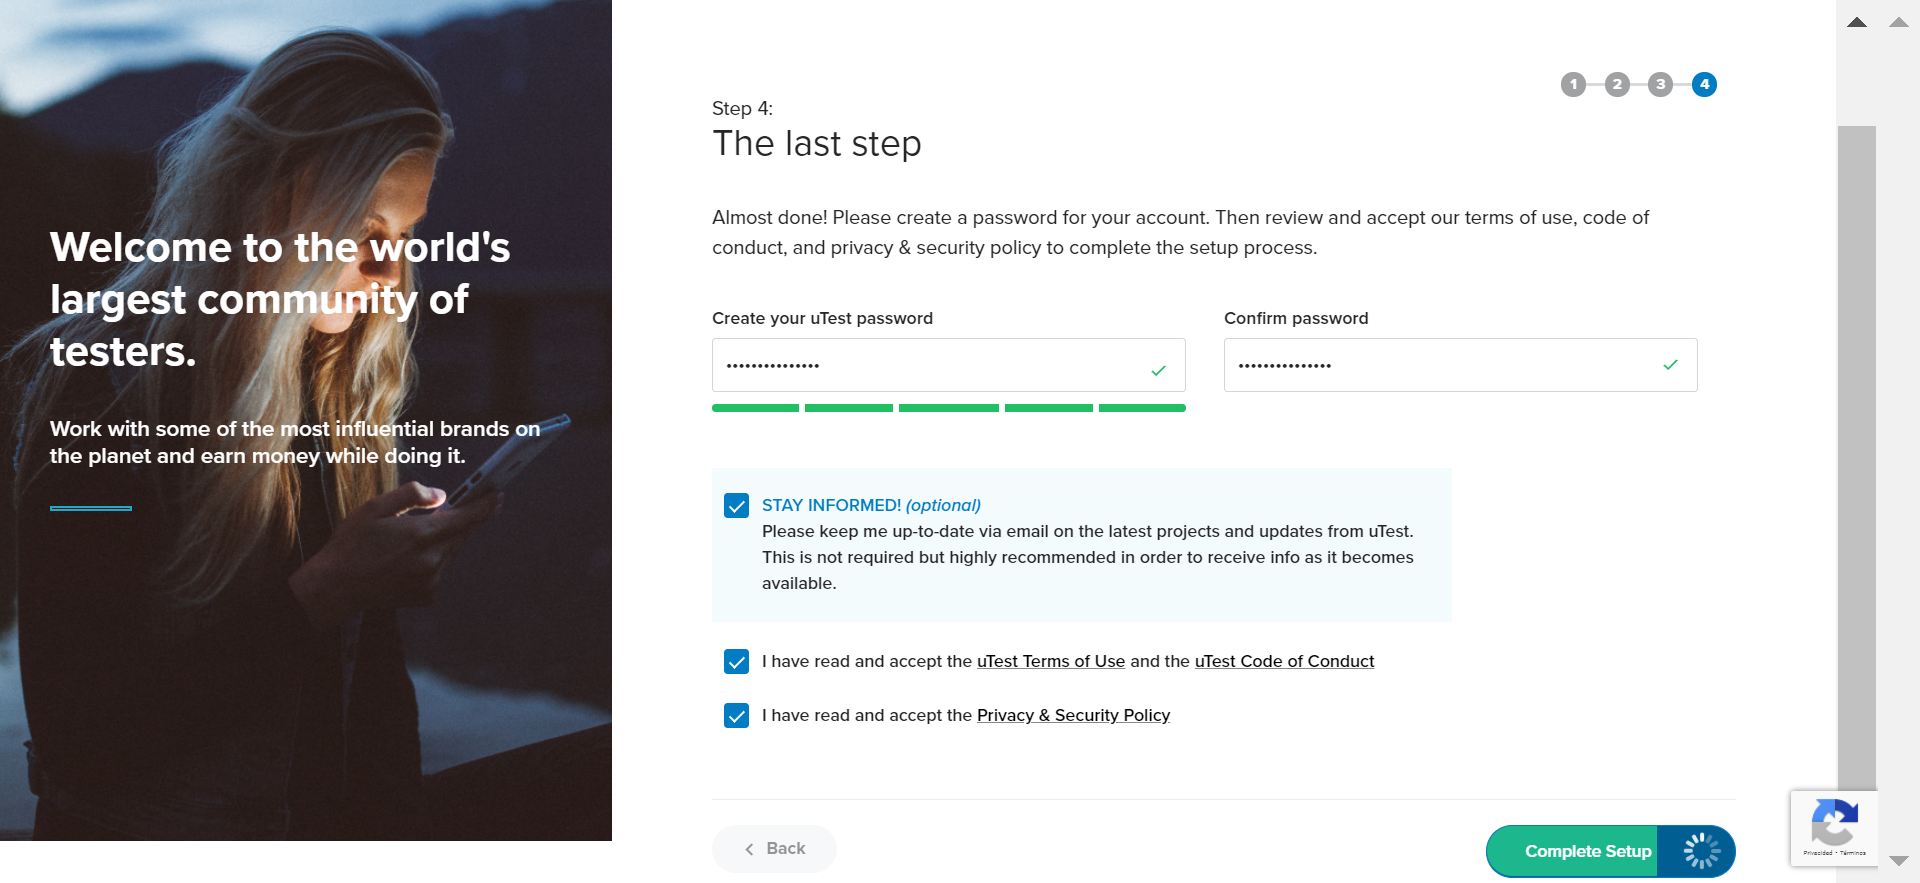 Welcome to the world's
largest community of
testers.
Work with some of the most influential brands on
the planet and earn money while doing it.
1 2 3 4
Step 4:
The last step
Almost done! Please create a password for your account. Then review and accept our terms of use, code of
conduct, and privacy & security policy to complete the setup process.
Create your uTest password
Confirm password
•••••••••••••••
•••••••••••••••
STAY INFORMED! (optional)
Please keep me up-to-date via email on the latest projects and updates from uTest.
This is not required but highly recommended in order to receive info as it becomes
available.
I have read and accept the uTest Terms of Use and the uTest Code of Conduct
I have read and accept the Privacy & Security Policy
Back
Complete Setup
Privacidad - Términos